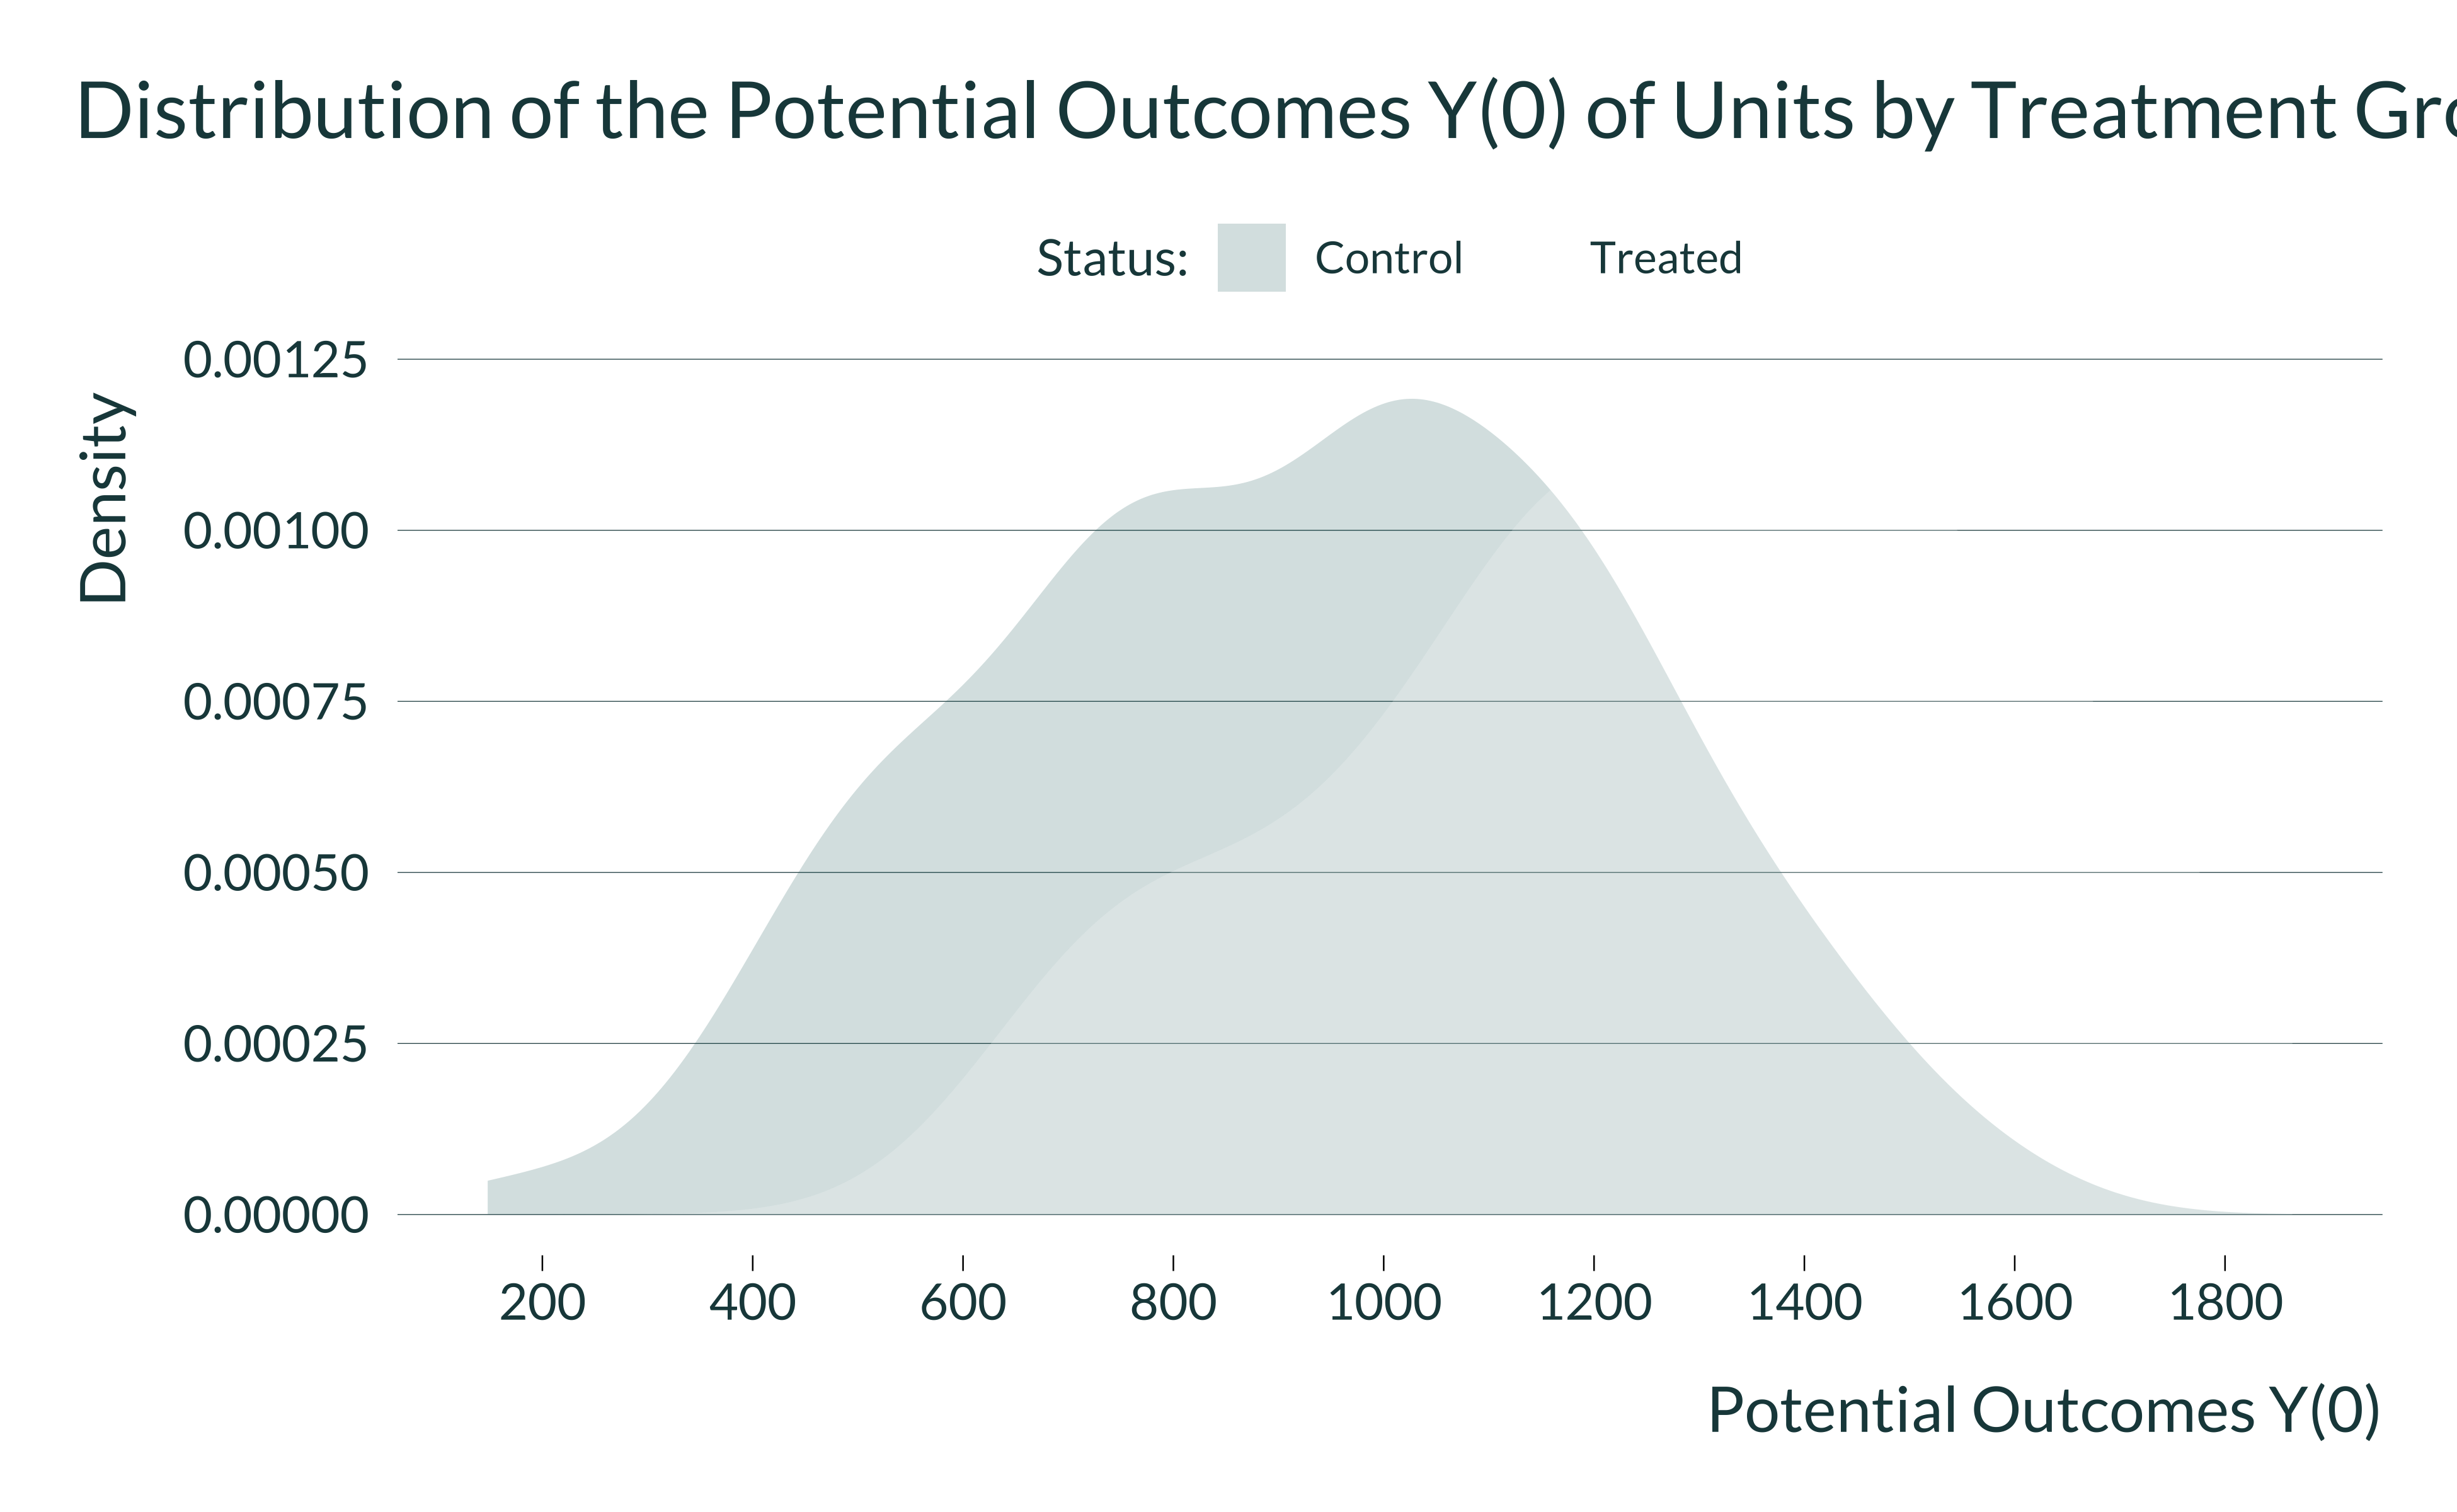 Distribution of the Potential Outcomes Y(0) of Units by Treatment Gr
Status: Control Treated
0.00125
Density
0.00100
0.00075
0.00050
0.00025
0.00000
200 400 600 800 1000 1200 1400 1600 1800
Potential Outcomes Y(0)